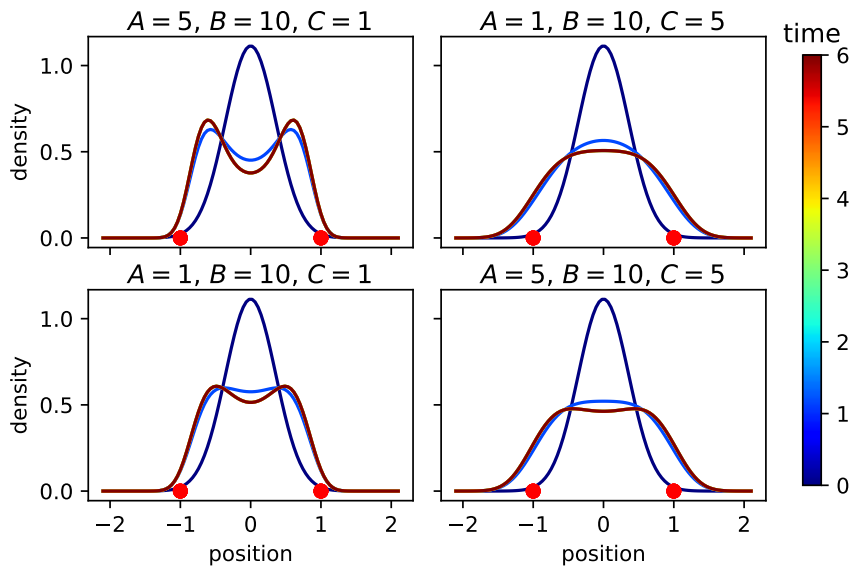 A = 5, B = 10, C = 1
A = 1, B = 10, C = 5
time
density
1.0
0.5
0.0
6
5
4
3
2
1
0
A = 1, B = 10, C = 1
A = 5, B = 10, C = 5
density
1.0
0.5
0.0
−2 −1 0 1 2
−2 −1 0 1 2
position
position